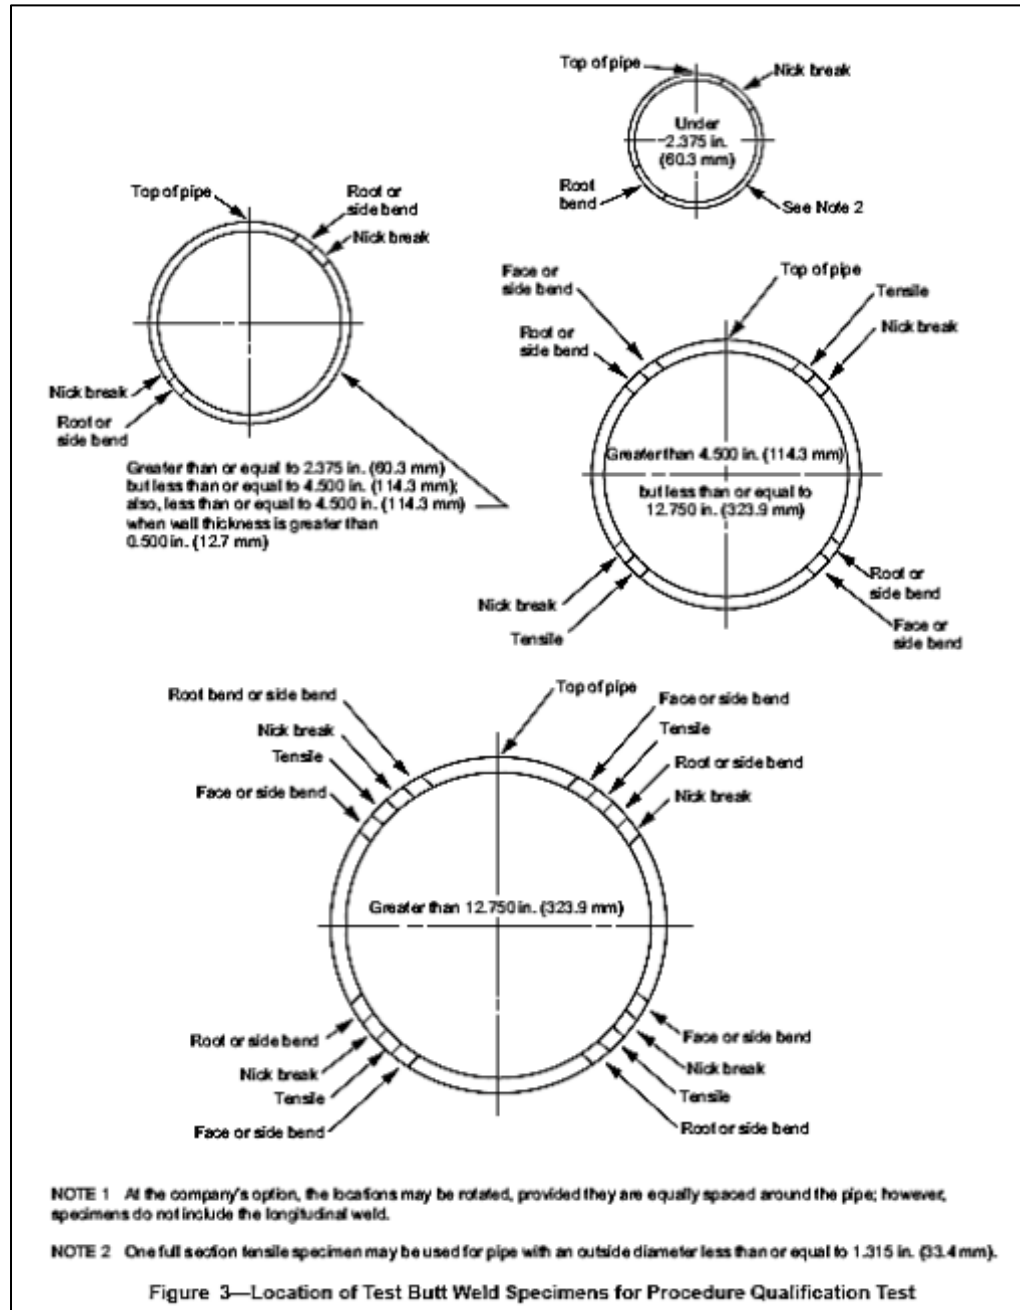 Top of pipe
Nick break
Under
2.375 in.
(60.3 mm)
Root
bend
See Note 2
Top of pipe
Root or
side bend
Nick break
Nick break
Root or
side bend
Greater than or equal to 2.375 in. (60.3 mm)
but less than or equal to 4.500 in. (114.3 mm);
also, less than or equal to 4.500 in. (114.3 mm)
when wall thickness is greater than
0.500 in. (12.7 mm)
Face or
side bend
Top of pipe
Tensile
Root or
side bend
Nick break
Greater than 4.500 in. (114.3 mm)
but less than or equal to
12.750 in. (323.9 mm)
Nick break
Tensile
Root or
side bend
Face or
side bend
Root bend or side bend
Nick break
Tensile
Face or side bend
Top of pipe
Face or side bend
Tensile
Root or side bend
Nick break
Greater than 12.750 in. (323.9 mm)
Root or side bend
Nick break
Tensile
Face or side bend
Face or side bend
Nick break
Tensile
Root or side bend
NOTE 1 At the company's option, the locations may be rotated, provided they are equally spaced around the pipe; however,
specimens do not include the longitudinal weld.
NOTE 2 One full section tensile specimen may be used for pipe with an outside diameter less than or equal to 1.315 in. (33.4 mm).
Figure 3—Location of Test Butt Weld Specimens for Procedure Qualification Test